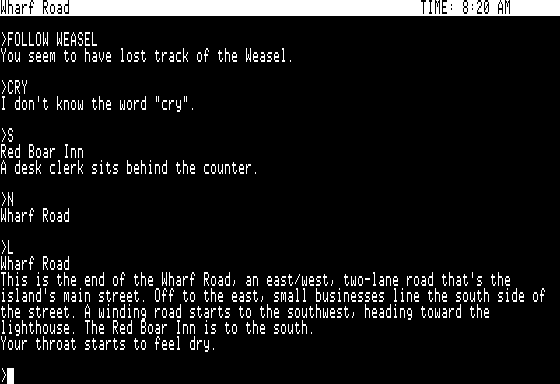 Wharf Road TIME: 8:20 AM
>FOLLOW WEASEL
You seem to have lost track of the Weasel.
>CRY
I don't know the word "cry".
>S
Red Boar Inn
A desk clerk sits behind the counter.
>N
Wharf Road
>L
Wharf Road
This is the end of the Wharf Road, an east/west, two-lane road that's the
island's main street. Off to the east, small businesses line the south side of
the street. A winding road starts to the southwest, heading toward the
lighthouse. The Red Boar Inn is to the south.
Your throat starts to feel dry.
>